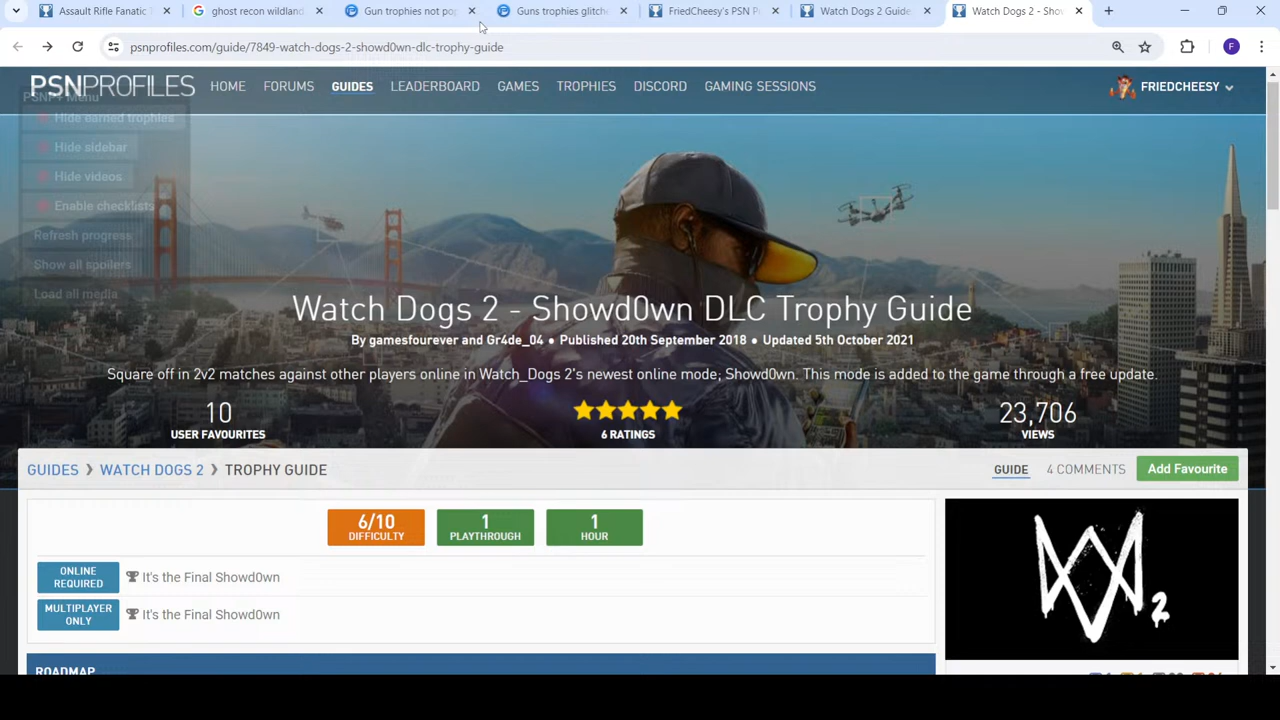 Assault Rifle Fanatic T
ghost recon wildland
Gun trophies not pop
Guns trophies glitche
FriedCheesy's PSN P
Watch Dogs 2 Guide
Watch Dogs 2 - Sho
psnprofiles.com/guide/7849-watch-dogs-2-showd0wn-dlc-trophy-guide
F
PSNPROFILES
HOME FORUMS GUIDES LEADERBOARD GAMES TROPHIES DISCORD GAMING SESSIONS
FRIEDCHEESY
PSNP+ Menu
Hide earned trophies
Hide sidebar
Hide videos
Enable checklists
Refresh progress
Show all spoilers
Load all media
Watch Dogs 2 - Showd0wn DLC Trophy Guide
By gamesfourever and Gr4de_04 ● Published 20th September 2018 ● Updated 5th October 2021
Square off in 2v2 matches against other players online in Watch_Dogs 2's newest online mode; Showd0wn. This mode is added to the game through a free update.
10
USER FAVOURITES
6 RATINGS
23,706
VIEWS
GUIDES > WATCH DOGS 2 > TROPHY GUIDE
GUIDE 4 COMMENTS Add Favourite
6/10
DIFFICULTY
1
PLAYTHROUGH
1
HOUR
ONLINE
REQUIRED
It's the Final Showd0wn
MULTIPLAYER
ONLY
It's the Final Showd0wn
2
ROADMAP